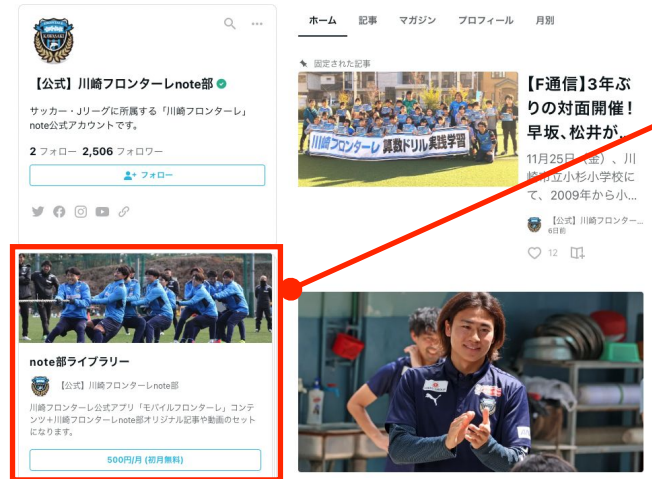 【公式】川崎フロンターレnote部
サッカー・Jリーグに所属する「川崎フロンターレ」
note公式アカウントです。
2 フォロー 2,506 フォロワー
フォロー
note部ライブラリー
【公式】川崎フロンターレnote部
川崎フロンターレ公式アプリ「モバイルフロンターレ」コンテ
ンツ+川崎フロンターレnote部オリジナル記事や動画のセット
になります。
500円/月 (初月無料)
ホーム 記事 マガジン プロフィール 月別
固定された記事
川崎フロンターレ 算数ドリル実践学習
【F通信】3年ぶ
りの対面開催！
早坂、松井が...
11月25日（金）、川
崎市立小杉小学校に
て、2009年から小...
【公式】川崎フロンター...
6日前
12